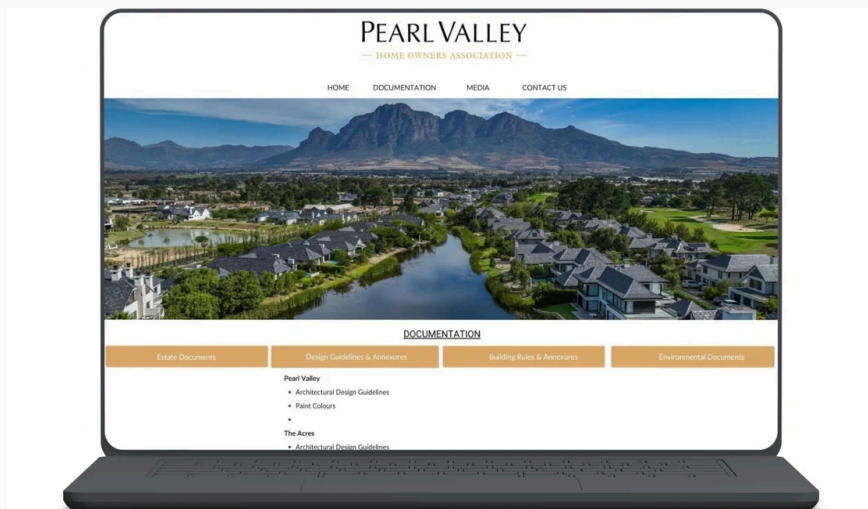 PEARL VALLEY
HOME OWNERS ASSOCIATION
HOME DOCUMENTATION MEDIA CONTACT US
DOCUMENTATION
Estate Documents Design Guidelines & Annexures Building Rules & Annexures Environmental Documents
Pearl Valley
• Architectural Design Guidelines
• Paint Colours
•
The Acres
• Architectural Design Guidelines